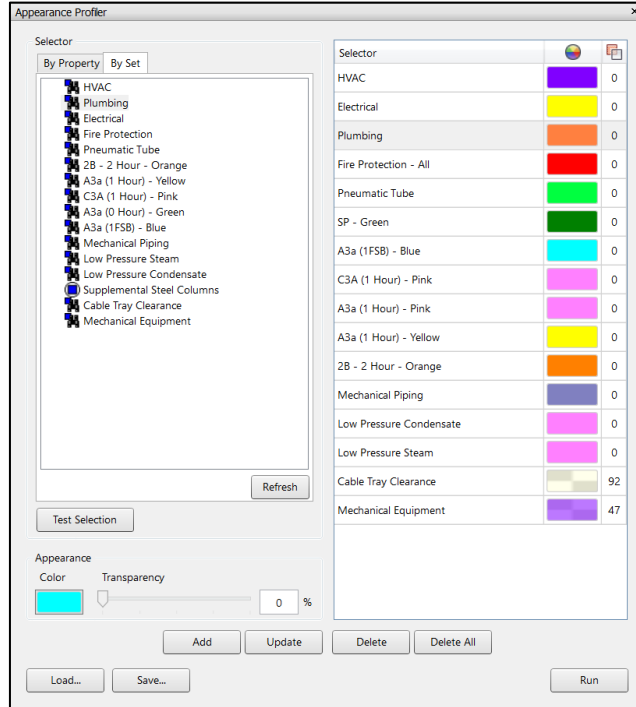 Appearance Profiler
Selector
By Property By Set
HVAC
Plumbing
Electrical
Fire Protection
Pneumatic Tube
2B - 2 Hour - Orange
A3a (1 Hour) - Yellow
C3A (1 Hour) - Pink
A3a (0 Hour) - Green
A3a (1FSB) - Blue
Mechanical Piping
Low Pressure Steam
Low Pressure Condensate
Supplemental Steel Columns
Cable Tray Clearance
Mechanical Equipment
Refresh
Test Selection
Appearance
Color Transparency
0 %
Selector
HVAC 0
Electrical 0
Plumbing 0
Fire Protection - All 0
Pneumatic Tube 0
SP - Green 0
A3a (1FSB) - Blue 0
C3A (1 Hour) - Pink 0
A3a (1 Hour) - Pink 0
A3a (1 Hour) - Yellow 0
2B - 2 Hour - Orange 0
Mechanical Piping 0
Low Pressure Condensate 0
Low Pressure Steam 0
Cable Tray Clearance 92
Mechanical Equipment 47
Add Update Delete Delete All
Load... Save... Run